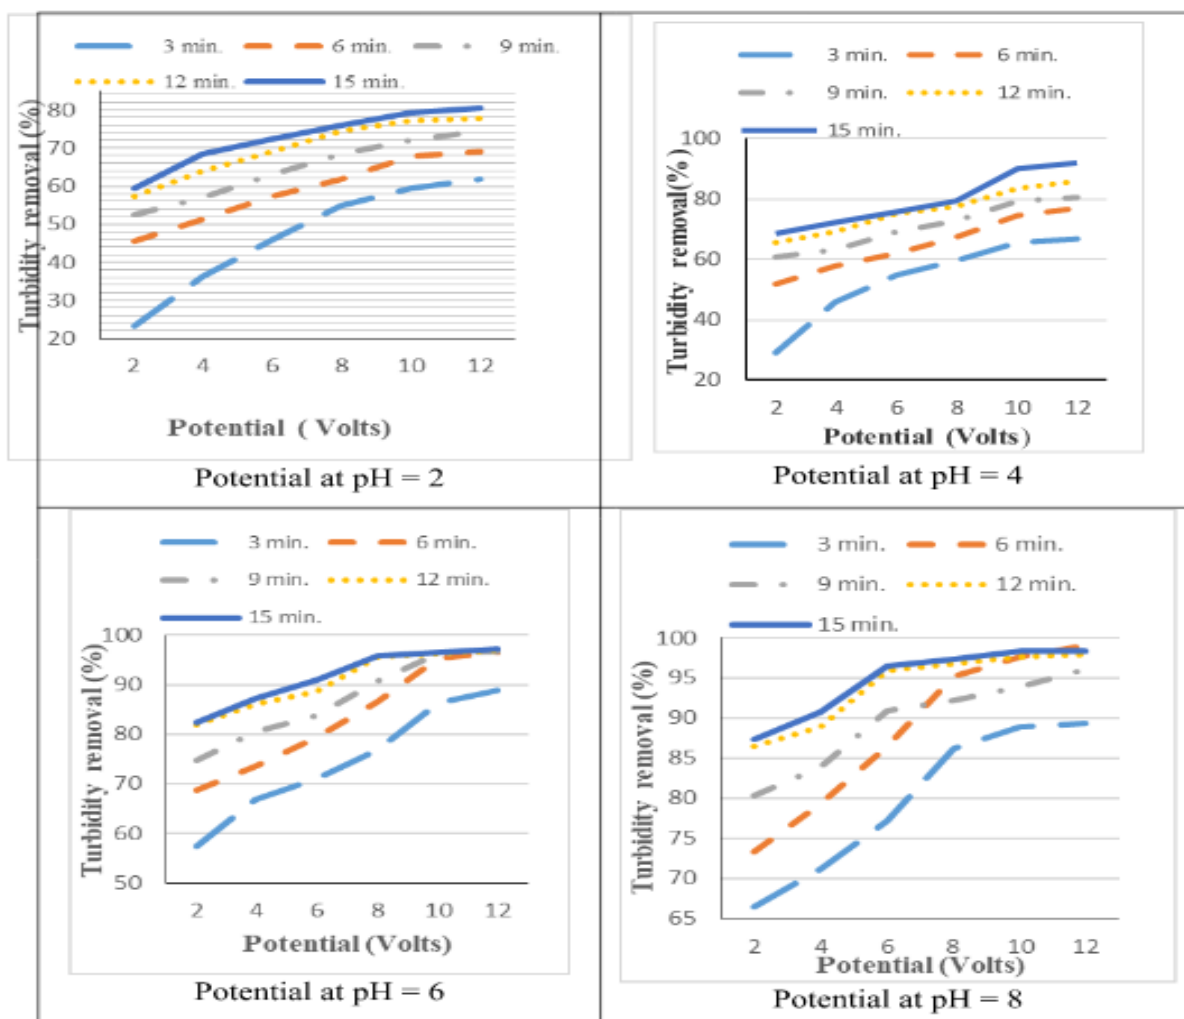 3 min. 6 min. 9 min.
12 min. 15 min.
Turbidity removal (%)
80
70
60
50
40
30
20
2 4 6 8 10 12
Potential ( Volts)
Potential at pH = 2
3 min. 6 min.
9 min. 12 min.
15 min.
Turbidity removal(%)
100
80
60
40
20
2 4 6 8 10 12
Potential (Volts)
Potential at pH = 4
3 min. 6 min.
9 min. 12 min.
15 min.
Turbidity removal (%)
100
90
80
70
60
50
2 4 6 8 10 12
Potential (Volts)
Potential at pH = 6
3 min. 6 min.
9 min. 12 min.
15 min.
Turbidity removal (%)
100
95
90
85
80
75
70
65
2 4 6 8 10 12
Potential (Volts)
Potential at pH = 8